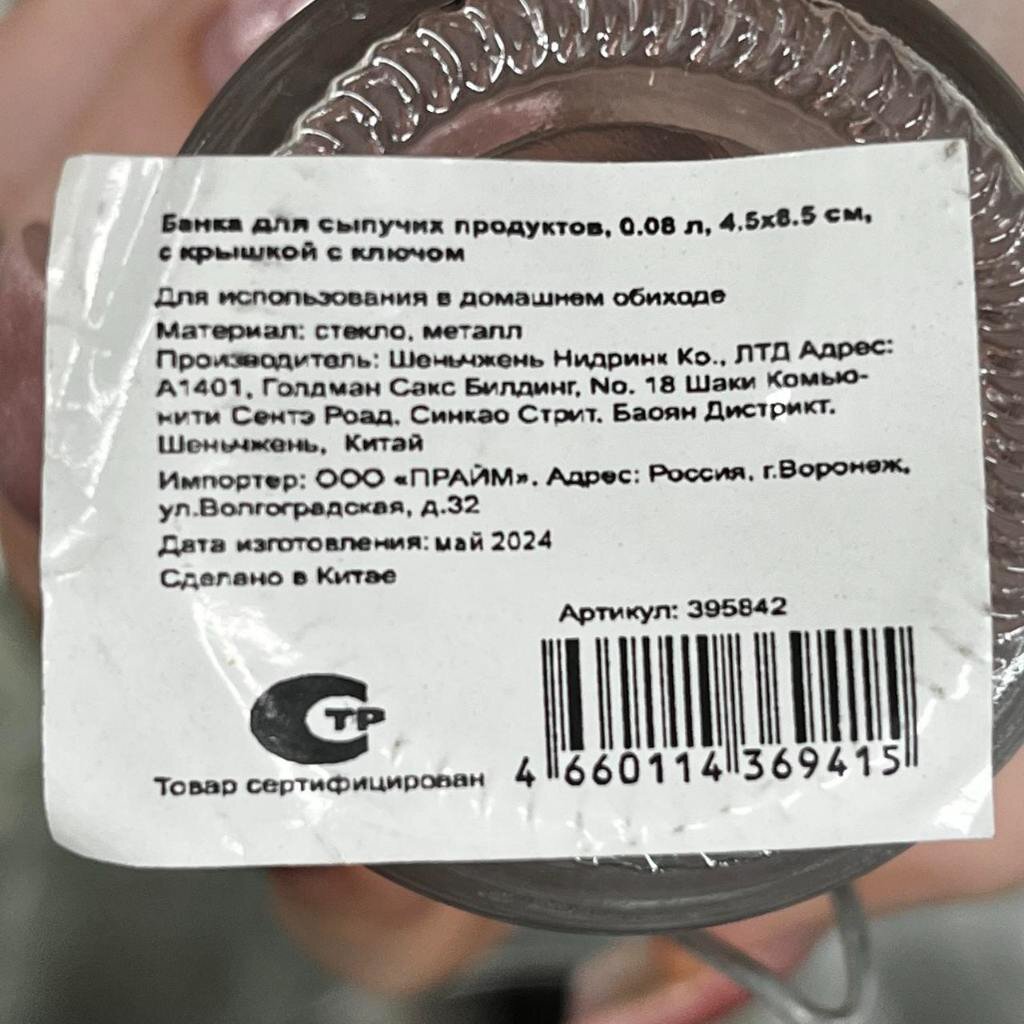 Банка для сыпучих продуктов, 0.08 л, 4.5х8.5 см,
с крышкой с ключом
Для использования в домашнем обиходе
Материал: стекло, металл
Производитель: Шеньчжень Нидринк Ко., ЛТД Адрес:
А1401, Голдман Сакс Билдинг, No. 18 Шаки Комью-
нити Сентэ Роад. Синкао Стрит. Баоян Дистрикт.
Шеньчжень, Китай
Импортер: ООО «ПРАЙМ». Адрес: Россия, г.Воронеж,
ул.Волгоградская, д.32
Дата изготовления: май 2024
Сделано в Китае
Артикул: 395842
СТР
Товар сертифицирован
4 660114 369415